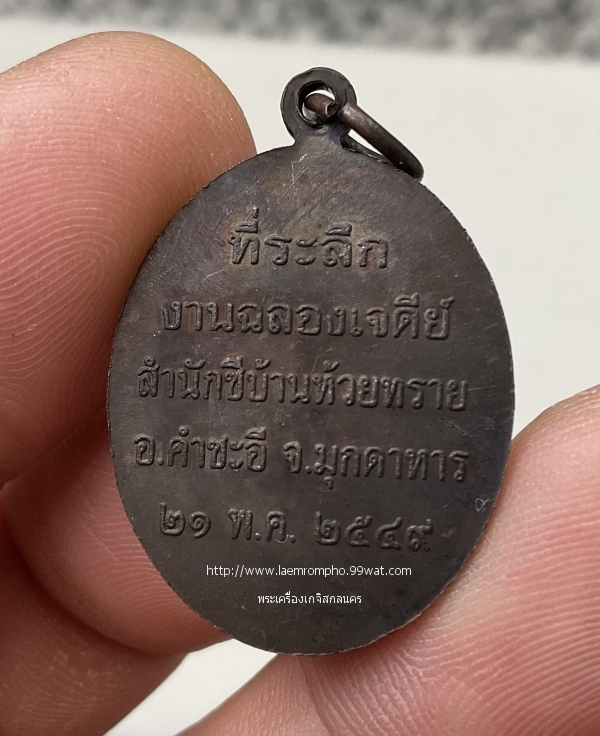 ที่ระลึก
งานฉลองเจดีย์
สำนักชีบ้านห้วยทราย
อ.คำชะอี จ.มุกดาหาร
๒๑ พ.ค. ๒๕๔๙
http://www.laemrompho.99wat.com
พระเครื่องเกจิสกลนคร